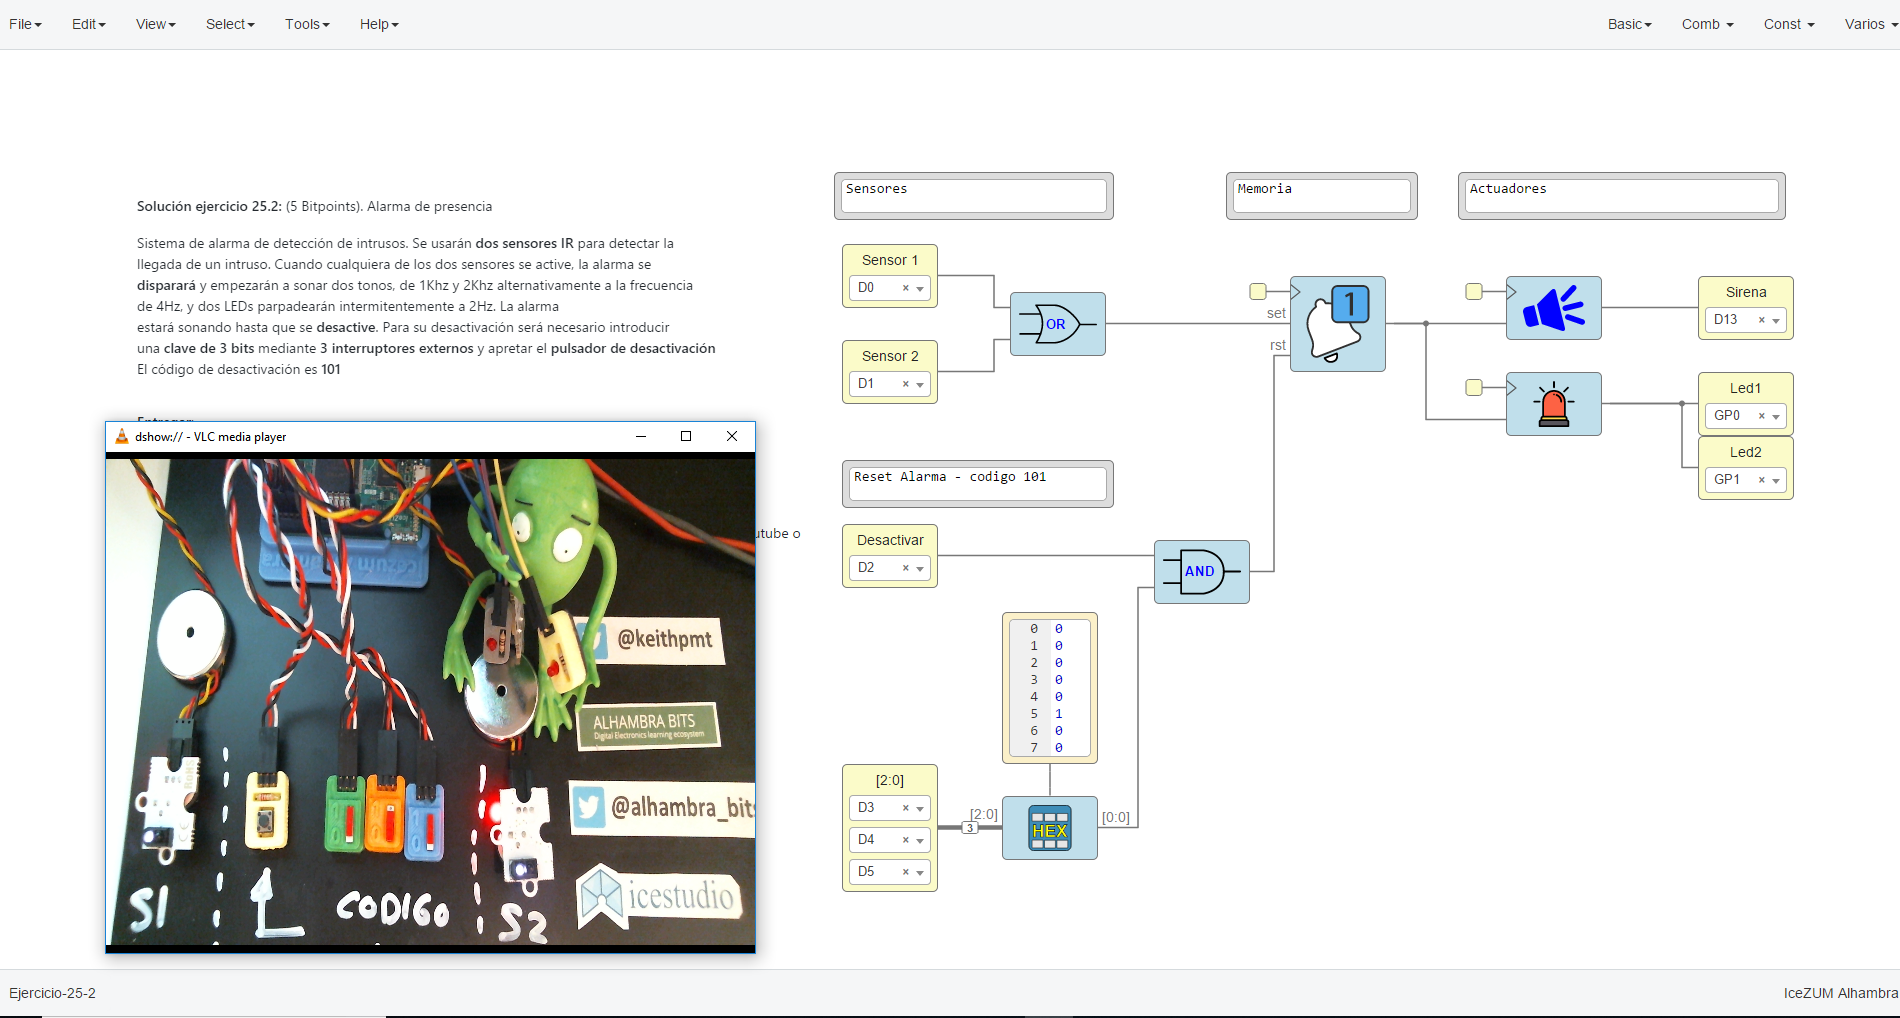 File Edit View Select Tools Help Basic Comb Const Varios
Solución ejercicio 25.2: (5 Bitpoints). Alarma de presencia
Sistema de alarma de detección de intrusos. Se usarán dos sensores IR para detectar la
llegada de un intruso. Cuando cualquiera de los dos sensores se active, la alarma se
disparará y empezarán a sonar dos tonos, de 1Khz y 2Khz alternativamente a la frecuencia
de 4Hz, y dos LEDs parpadearán intermitentemente a 2Hz. La alarma
estará sonando hasta que se desactive. Para su desactivación será necesario introducir
una clave de 3 bits mediante 3 interruptores externos y apretar el pulsador de desactivación
El código de desactivación es 101
utube o
dshow:// - VLC media player
@keithpmt
ALHAMBRA BITS
Digital Electronics learning ecosystem
@alhambra_bits
icestudio
S1
CODIGO
S2
Sensores
Memoria
Actuadores
Sensor 1
D0
Sensor 2
D1
OR
set
rst
1
Sirena
D13
Led1
GP0
Led2
GP1
Reset Alarma - codigo 101
Desactivar
D2
AND
0 0
1 0
2 0
3 0
4 0
5 1
6 0
7 0
[2:0]
D3
D4
D5
[2:0]
3
HEX
[0:0]
Ejercicio-25-2
IceZUM Alhambra